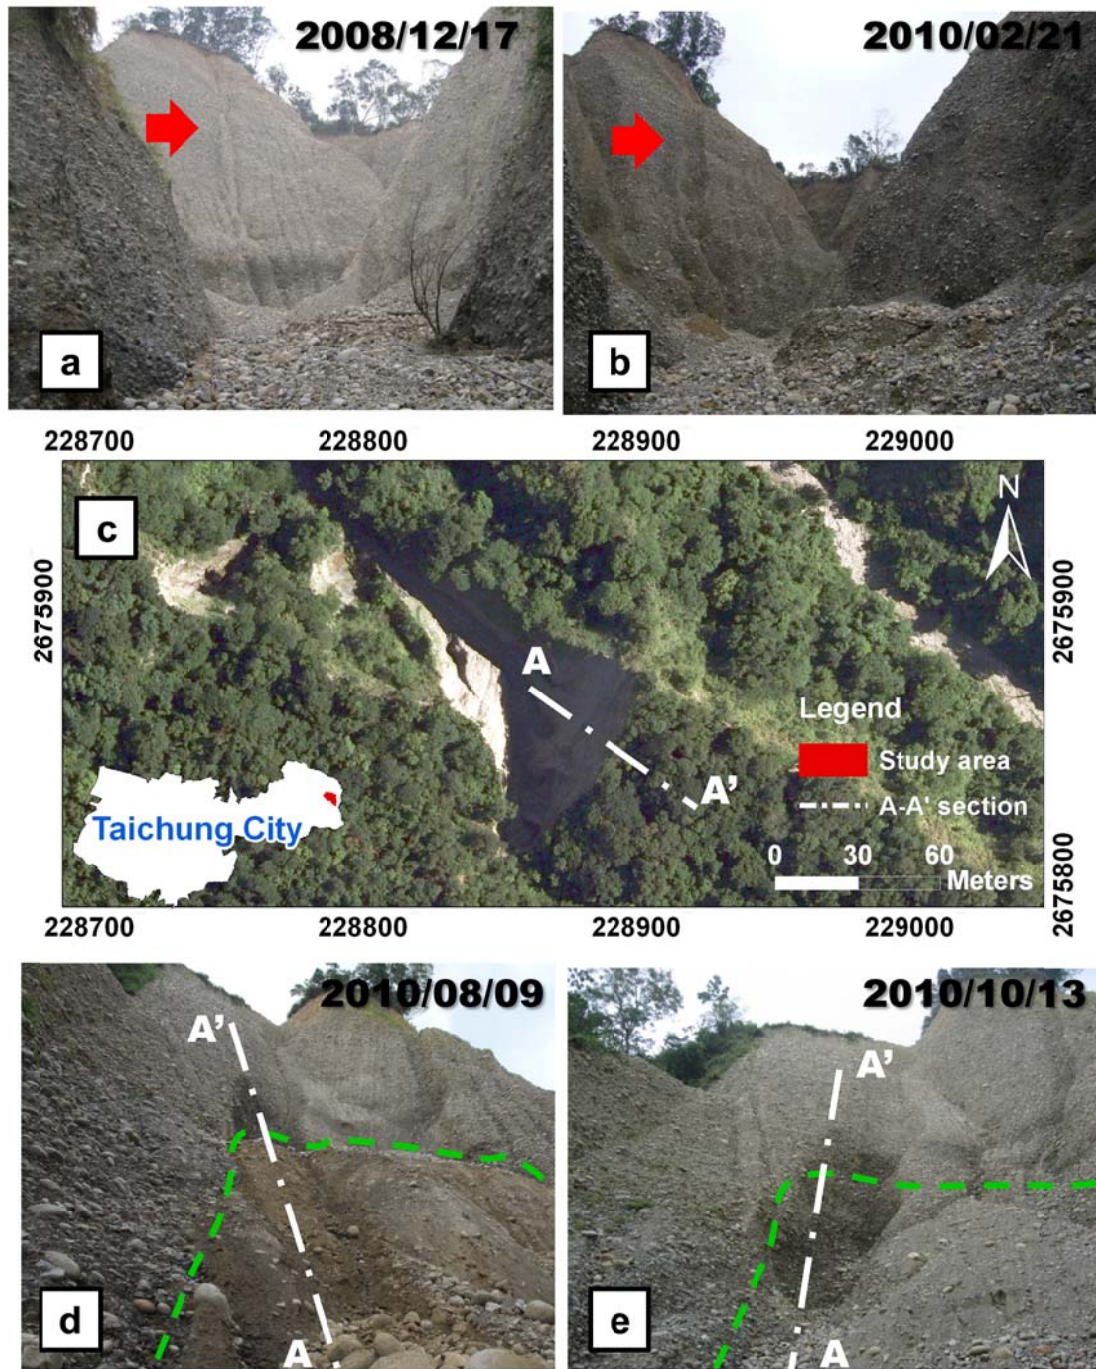 2008/12/17
2010/02/21
a
b
228700 228800 228900 229000
c
N
2675900
2675900
A
A'
Legend
Study area
A-A' section
Taichung City
0 30 60
Meters
2675800
228700 228800 228900 229000
2010/08/09
2010/10/13
A'
A'
d
A
e
A